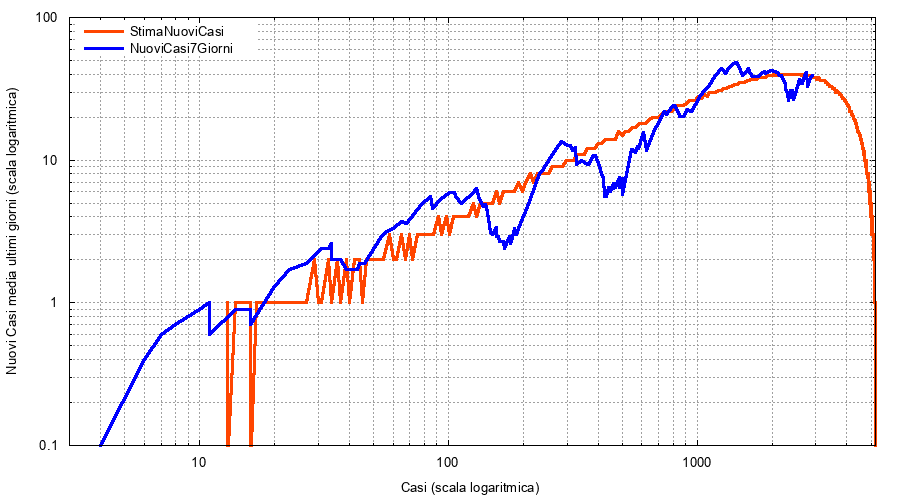 100
StimaNuoviCasi
NuoviCasi7Giorni
Nuovi Casi media ultimi giorni (scala logaritmica)
10
1
0.1
10
100
1000
Casi (scala logaritmica)